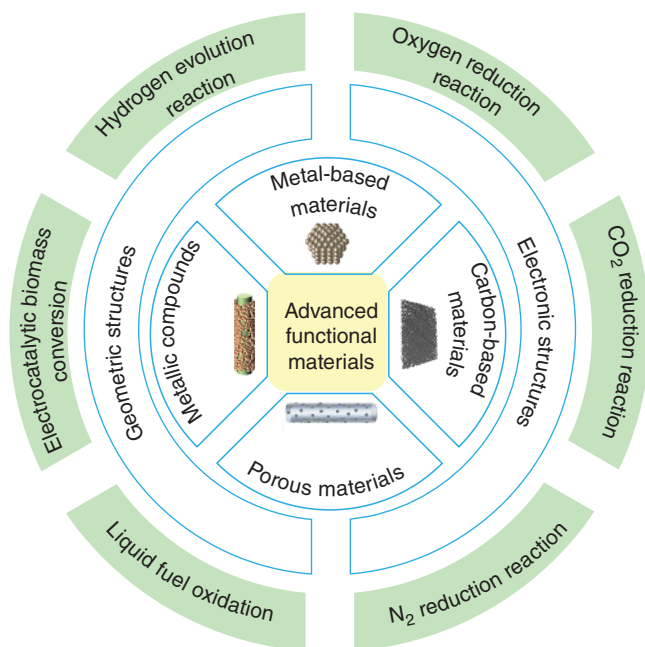 Hydrogen evolution
reaction
Oxygen reduction
reaction
CO₂ reduction reaction
N₂ reduction reaction
Liquid fuel oxidation
Electrocatalytic biomass
conversion
Geometric structures
Electronic structures
Metal-based
materials
Carbon-based
materials
Porous materials
Metallic compounds
Advanced
functional
materials